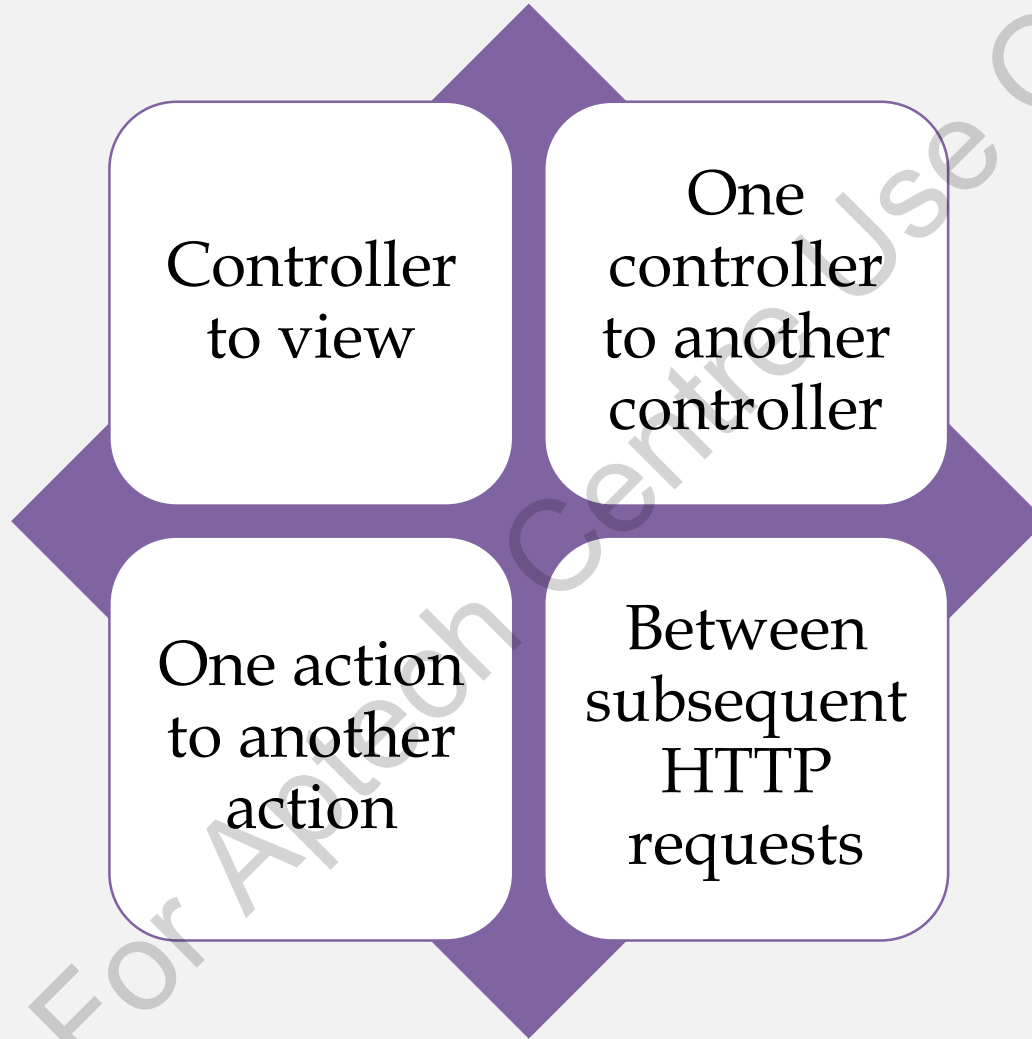 Controller
to view
One
controller
to another
controller
One action
to another
action
Between
subsequent
HTTP
requests
For Aptech Centre Use